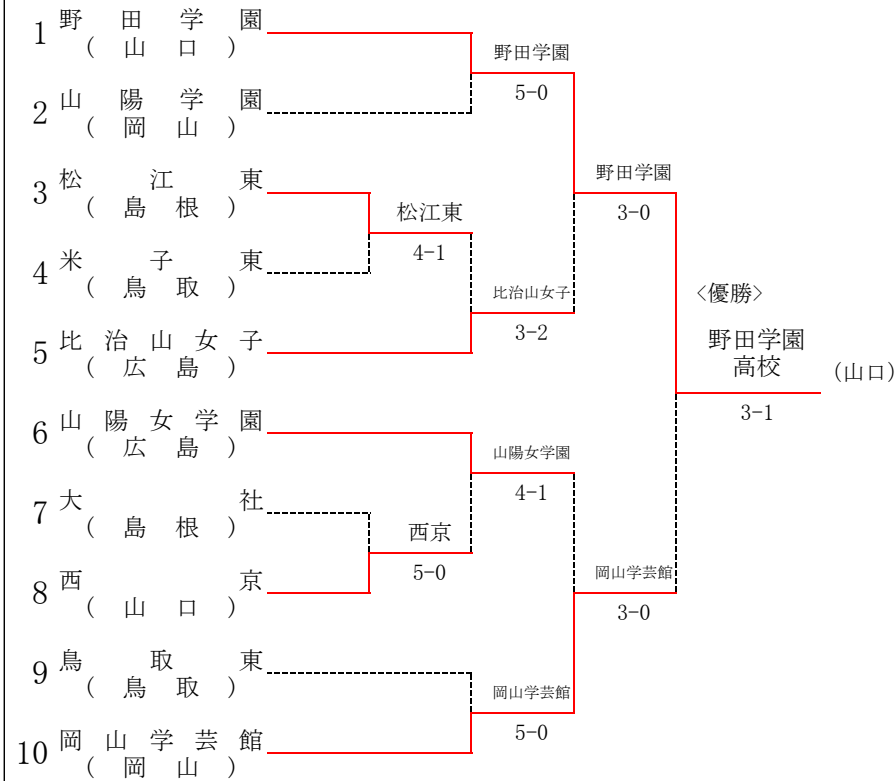 1 野田学園
(山口)
2 山陽学園
(岡山)
3 松江東
(島根)
4 米子東
(鳥取)
5 比治山女子
(広島)
6 山陽女学園
(広島)
7 大社
(島根)
8 西京
(山口)
9 鳥取東
(鳥取)
10 岡山学芸館
(岡山)
松江東
4-1
西京
5-0
野田学園
5-0
比治山女子
3-2
山陽女学園
4-1
岡山学芸館
5-0
野田学園
3-0
岡山学芸館
3-0
<優勝>
野田学園
高校
(山口)
3-1